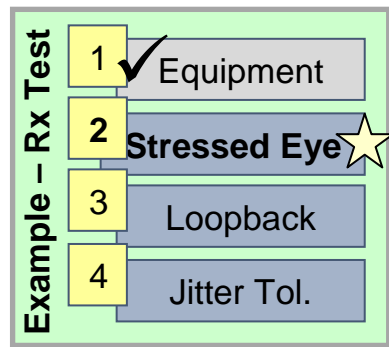 Example – Rx Test
1 Equipment
2 Stressed Eye
3 Loopback
4 Jitter Tol.